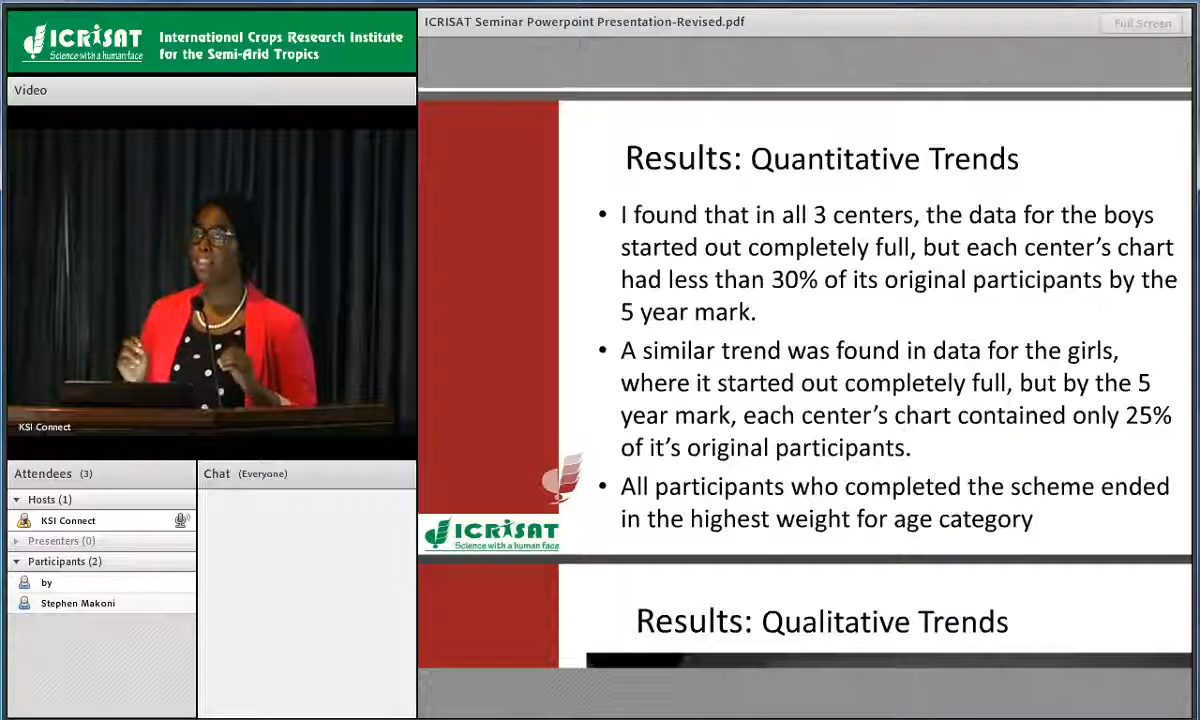 ICRISAT
Science with a human face
International Crops Research Institute
for the Semi-Arid Tropics
Video
KSI Connect
Attendees (3)
Hosts (1)
KSI Connect
Presenters (0)
Participants (2)
by
Stephen Makoni
Chat (Everyone)
ICRISAT Seminar Powerpoint Presentation-Revised.pdf
Full Screen
Results: Quantitative Trends
• I found that in all 3 centers, the data for the boys
started out completely full, but each center’s chart
had less than 30% of its original participants by the
5 year mark.
• A similar trend was found in data for the girls,
where it started out completely full, but by the 5
year mark, each center’s chart contained only 25%
of it’s original participants.
• All participants who completed the scheme ended
in the highest weight for age category
ICRISAT
Science with a human face
Results: Qualitative Trends